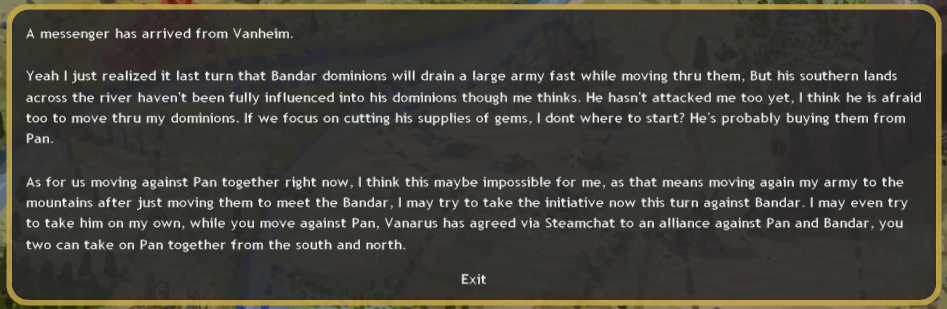 A messenger has arrived from Vanheim.
Yeah I just realized it last turn that Bandar dominions will drain a large army fast while moving thru them, But his southern lands
across the river haven't been fully influenced into his dominions though me thinks. He hasn't attacked me too yet, I think he is afraid
too to move thru my dominions. If we focus on cutting his supplies of gems, I dont where to start? He's probably buying them from
Pan.
As for us moving against Pan together right now, I think this maybe impossible for me, as that means moving again my army to the
mountains after just moving them to meet the Bandar, I may try to take the initiative now this turn against Bandar. I may even try
to take him on my own, while you move against Pan, Vanarus has agreed via Steamchat to an alliance against Pan and Bandar, you
two can take on Pan together from the south and north.
Exit